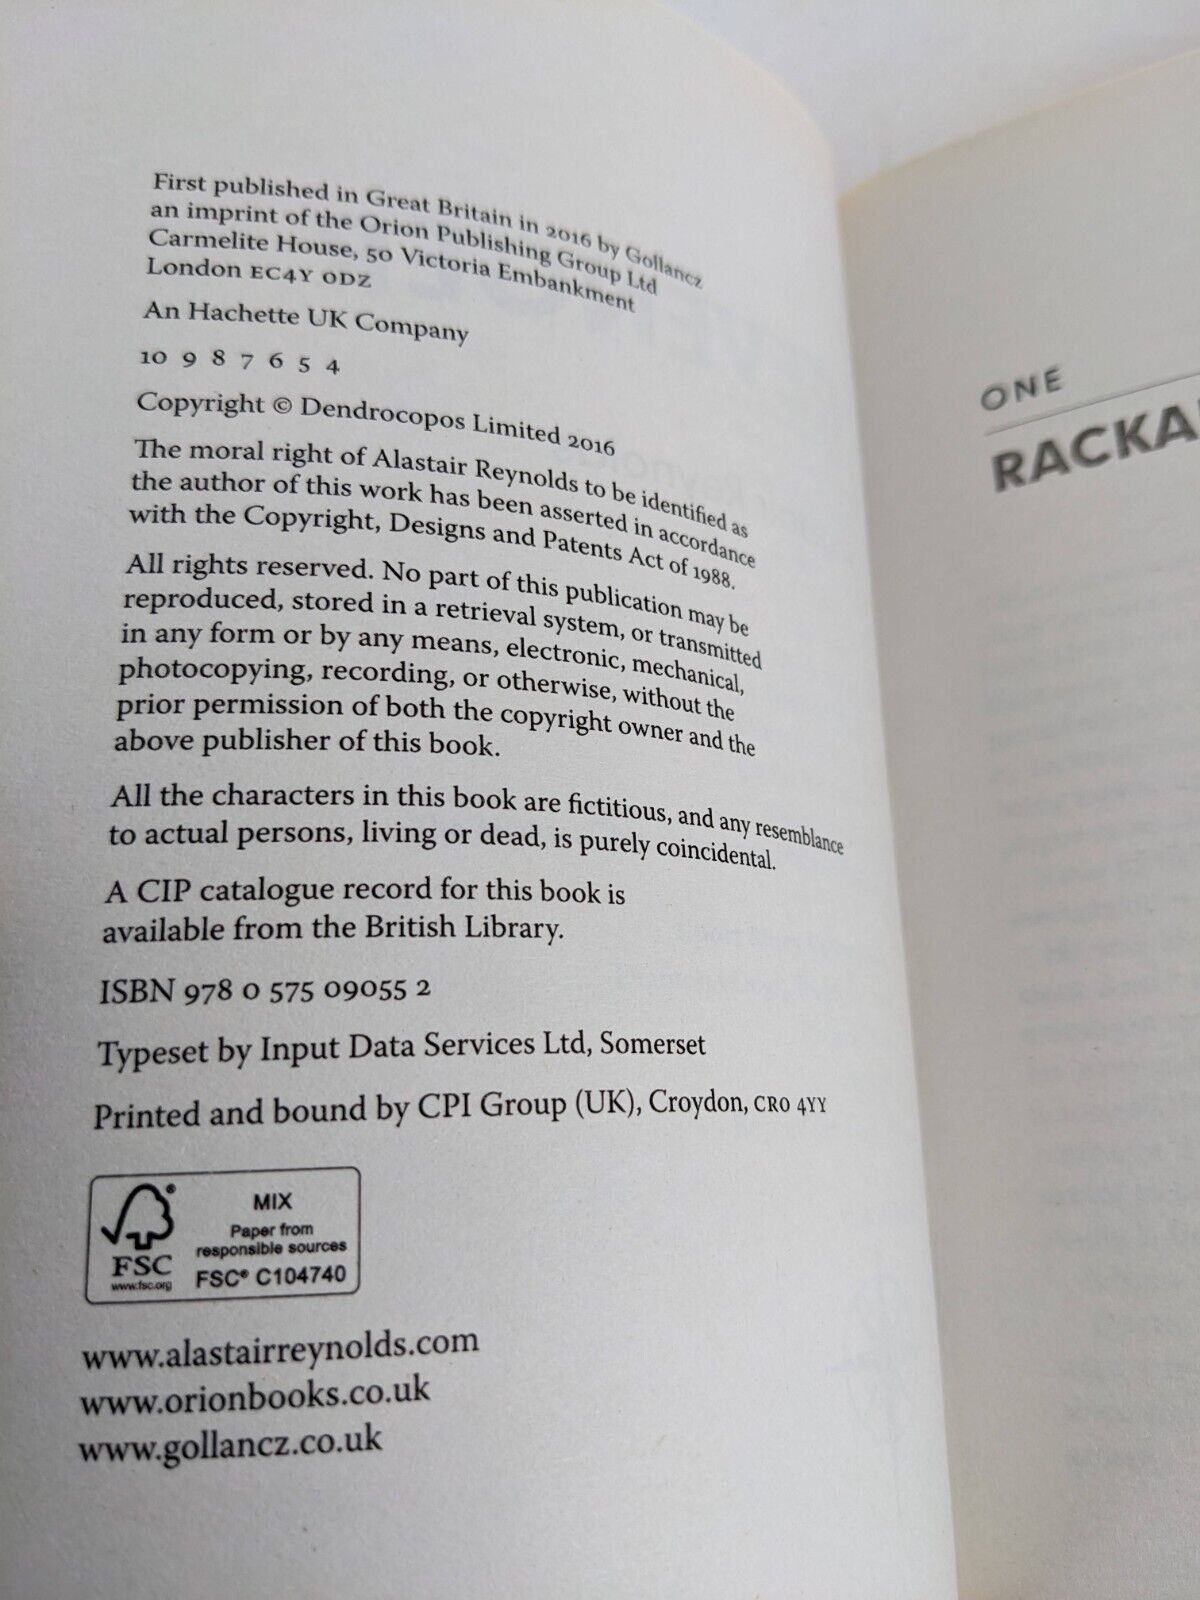 First published in Great Britain in 2016 by Gollancz
an imprint of the Orion Publishing Group Ltd
Carmelite House, 50 Victoria Embankment
London EC4Y 0DZ
An Hachette UK Company
10 9 8 7 6 5 4
Copyright © Dendrocopos Limited 2016
The moral right of Alastair Reynolds to be identified as
the author of this work has been asserted in accordance
with the Copyright, Designs and Patents Act of 1988.
All rights reserved. No part of this publication may be
reproduced, stored in a retrieval system, or transmitted
in any form or by any means, electronic, mechanical,
photocopying, recording, or otherwise, without the
prior permission of both the copyright owner and the
above publisher of this book.
All the characters in this book are fictitious, and any resemblance
to actual persons, living or dead, is purely coincidental.
A CIP catalogue record for this book is
available from the British Library.
ISBN 978 0 575 09055 2
Typeset by Input Data Services Ltd, Somerset
Printed and bound by CPI Group (UK), Croydon, CR0 4YY
FSC
www.fsc.org
MIX
Paper from
responsible sources
FSC® C104740
www.alastairreynolds.com
www.orionbooks.co.uk
www.gollancz.co.uk
ONE